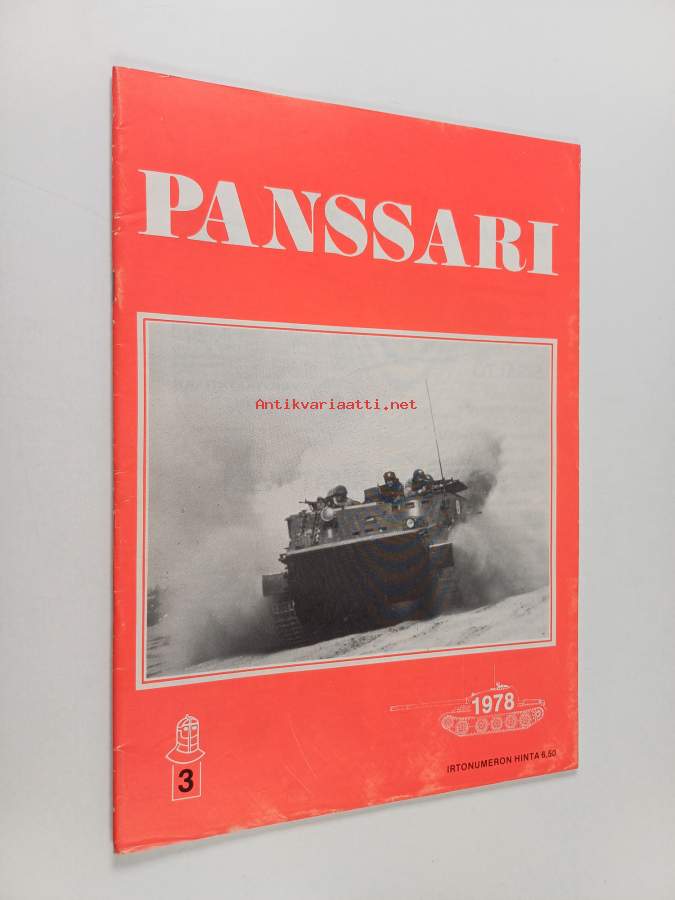 PANSSARI
Antikvariaatti.net
1978
3
IRTONUMERON HINTA 6,50